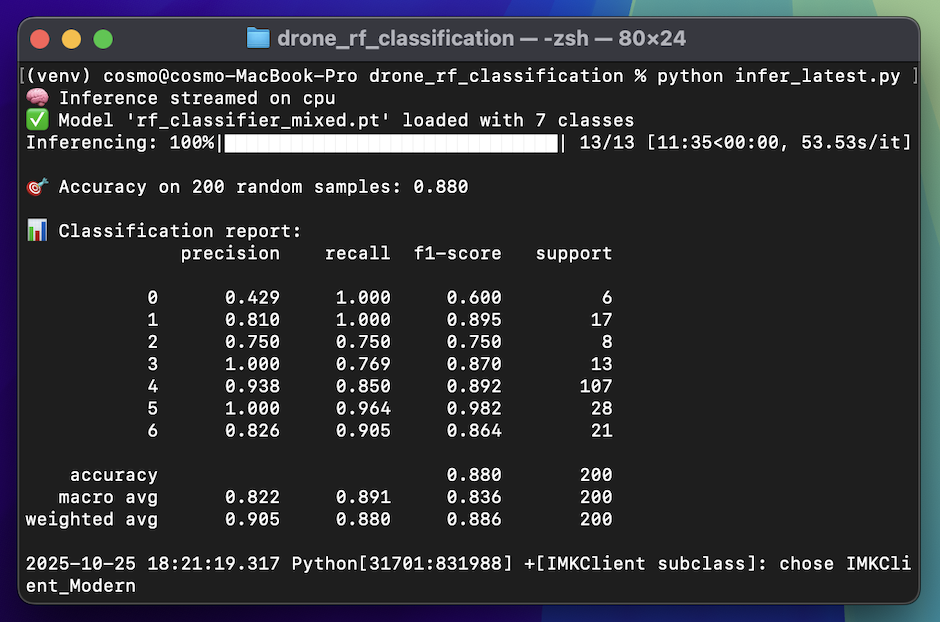 drone_rf_classification — -zsh — 80×24
[(venv) cosmo@cosmo-MacBook-Pro drone_rf_classification % python infer_latest.py ]
🧠 Inference streamed on cpu
✅ Model 'rf_classifier_mixed.pt' loaded with 7 classes
Inferencing: 100%|██████████████████████████████| 13/13 [11:35<00:00, 53.53s/it]
🎯 Accuracy on 200 random samples: 0.880
📊 Classification report:
precision recall f1-score support
0 0.429 1.000 0.600 6
1 0.810 1.000 0.895 17
2 0.750 0.750 0.750 8
3 1.000 0.769 0.870 13
4 0.938 0.850 0.892 107
5 1.000 0.964 0.982 28
6 0.826 0.905 0.864 21
accuracy 0.880 200
macro avg 0.822 0.891 0.836 200
weighted avg 0.905 0.880 0.886 200
2025-10-25 18:21:19.317 Python[31701:831988] +[IMKClient subclass]: chose IMKCli
ent_Modern